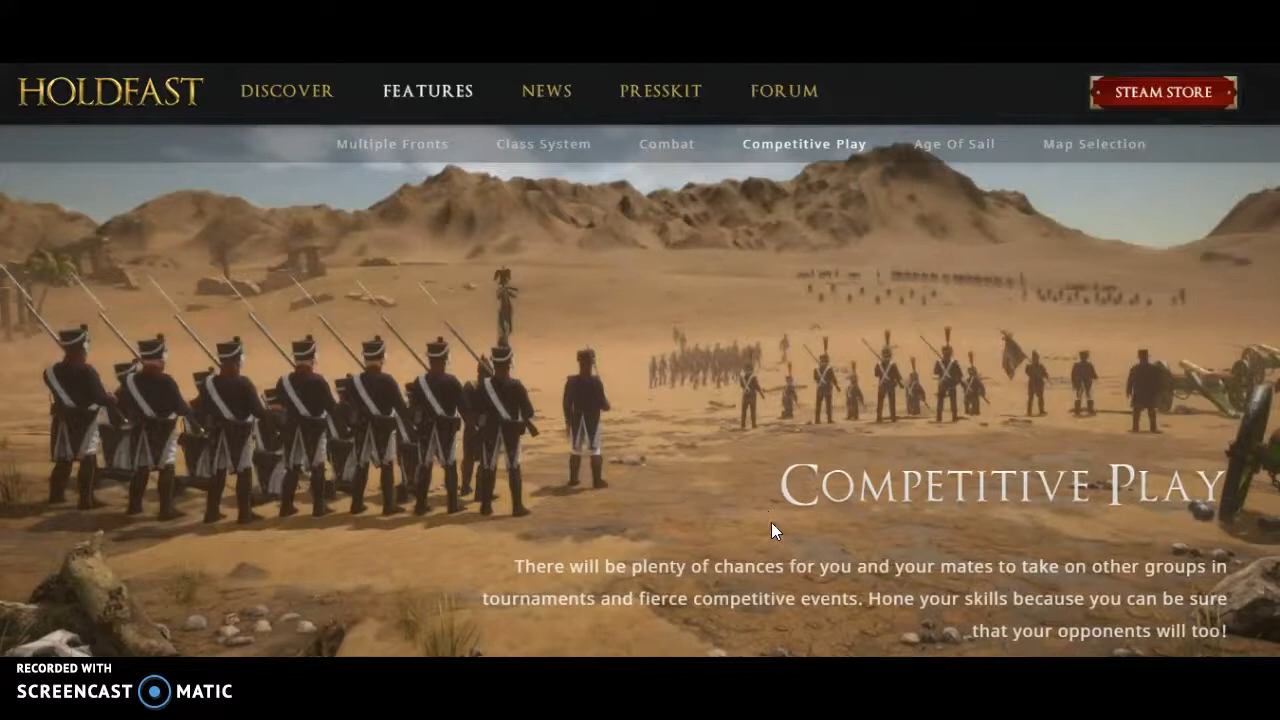 HOLDFAST DISCOVER FEATURES NEWS PRESSKIT FORUM STEAM STORE
Multiple Fronts Class System Combat Competitive Play Age Of Sail Map Selection
COMPETITIVE PLAY
There will be plenty of chances for you and your mates to take on other groups in
tournaments and fierce competitive events. Hone your skills because you can be sure
that your opponents will too!
RECORDED WITH
SCREENCAST MATIC